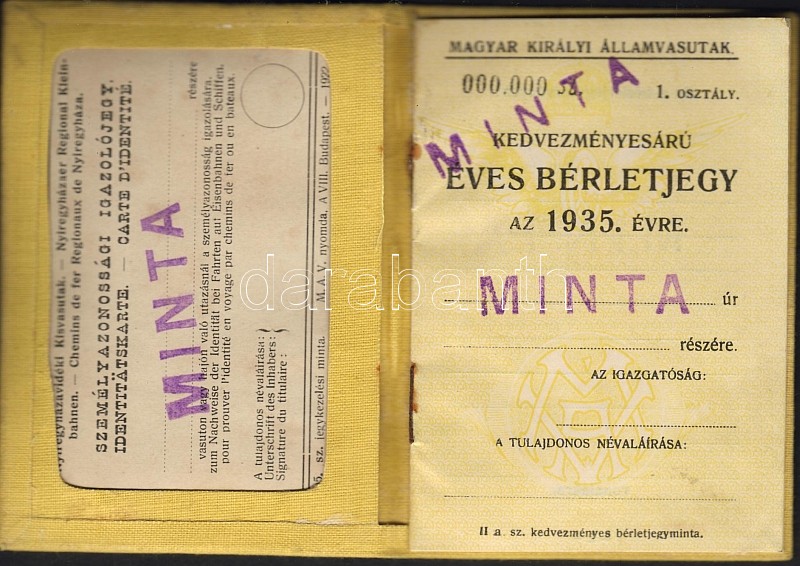 Nyiregyházavidéki Kisvasutak. — Nyiregyházaer Regional Klein-
bahnen. — Chemins de fer Regionaux de Nyiregyháza.
SZEMÉLYAZONOSSÁGI IGAZOLÓJEGY.
IDENTITÄTSKARTE. — CARTE D'IDENTITÉ.
MINTA
részére
vasuton vagy hajón való utazásnál a személyazonosság igazolására.
zum Nachweise der Identität bei Fahrten auf Eisenbahnen und Schiffen.
pour prouver l'identité en voyage par chemins de fer ou en bateaux.
A tulajdonos névaláírása:
Unterschrift des Inhabers:
Signature du titulaire:
sz. jegykezelési minta. M. A. V. nyomda, A VIII. Budapest. — 1922
MAGYAR KIRÁLYI ÁLLAMVASUTAK.
000.000
1. OSZTÁLY.
MINTA
KEDVEZMÉNYESÁRÚ
ÉVES BÉRLETJEGY
AZ 1935. ÉVRE.
MINTA úr
részére.
AZ IGAZGATÓSÁG:
A TULAJDONOS NÉVALÁÍRÁSA:
II a. sz. kedvezményes bérletjegyminta.
darabanth